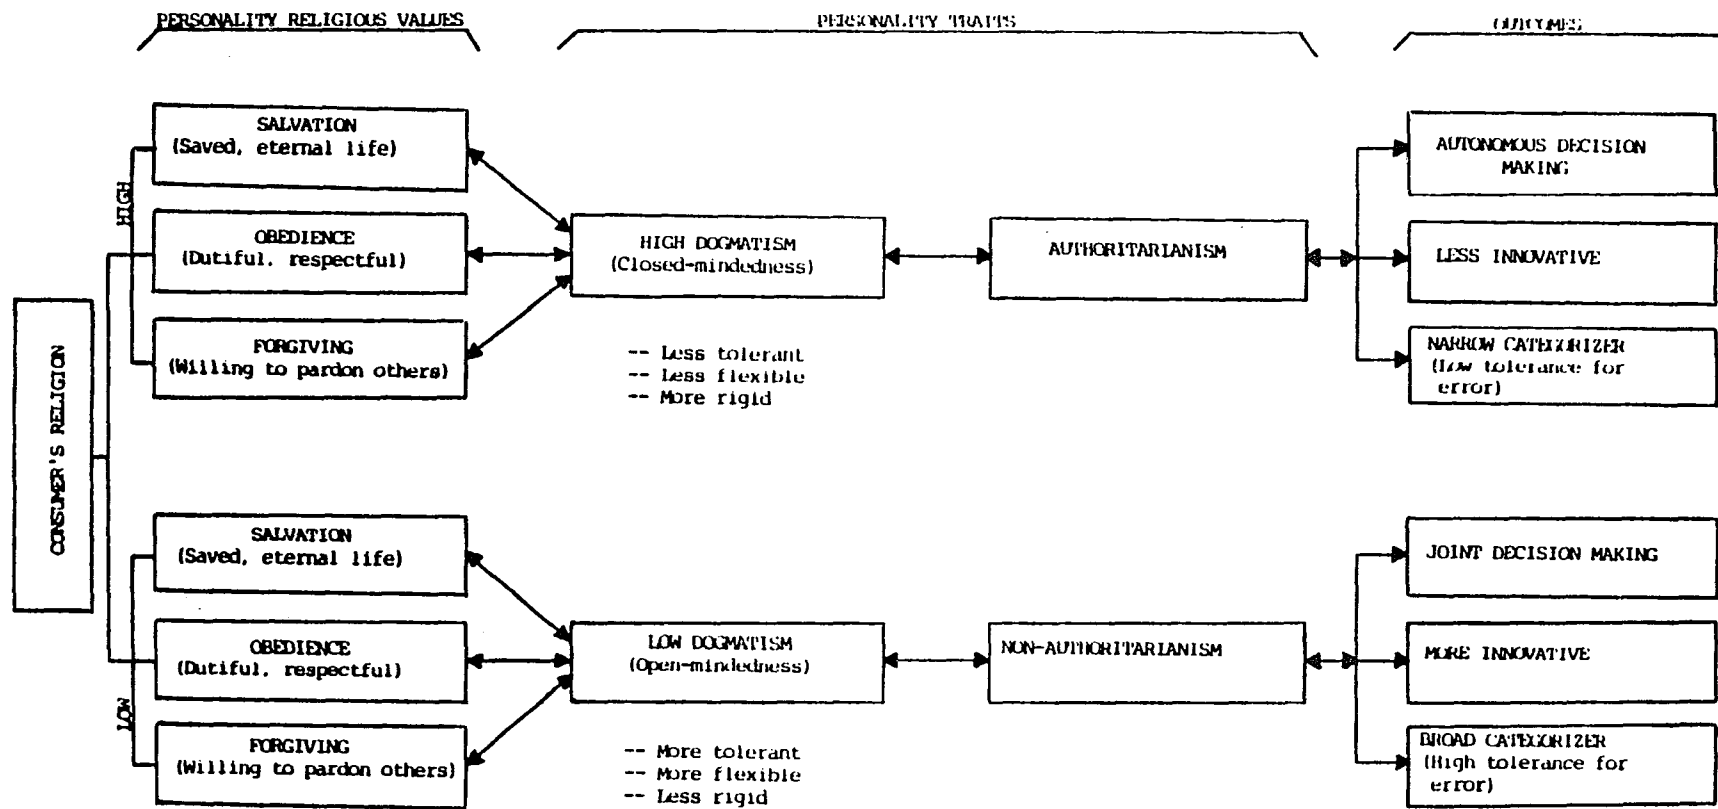 PERSONALITY RELIGIOUS VALUES
PERSONALITY TRAITS
OUTCOMES
CONSUMER'S RELIGION
HIGH
SALVATION
(Saved, eternal life)
OBEDIENCE
(Dutiful, respectful)
FORGIVING
(Willing to pardon others)
HIGH DOGMATISM
(Closed-mindedness)
-- Less tolerant
-- Less flexible
-- More rigid
AUTHORITARIANISM
AUTONOMOUS DECISION
MAKING
LESS INNOVATIVE
NARROW CATEGORIZER
(Low tolerance for
error)
LOW
SALVATION
(Saved, eternal life)
OBEDIENCE
(Dutiful, respectful)
FORGIVING
(Willing to pardon others)
LOW DOGMATISM
(Open-mindedness)
-- More tolerant
-- More flexible
-- Less rigid
NON-AUTHORITARIANISM
JOINT DECISION MAKING
MORE INNOVATIVE
BROAD CATEGORIZER
(High tolerance for
error)